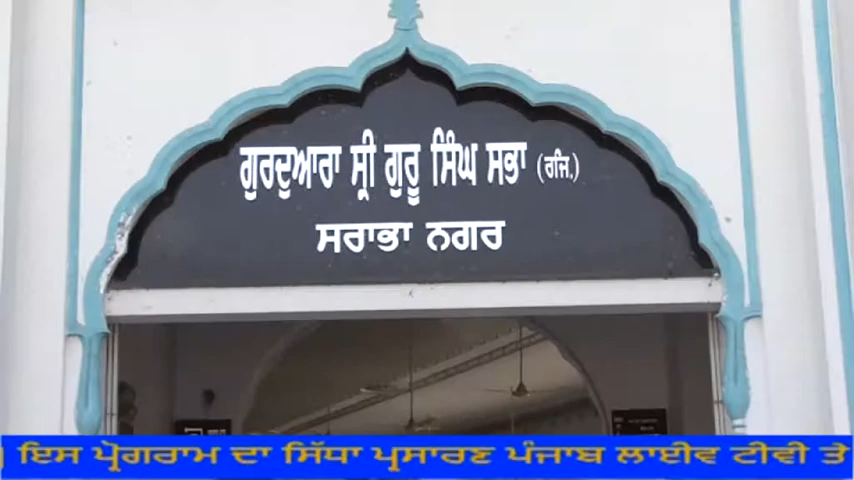 ਗੁਰਦੁਆਰਾ ਸ੍ਰੀ ਗੁਰੂ ਸਿੰਘ ਸਭਾ (ਰਜਿ.)
ਸਰਾਭਾ ਨਗਰ
ਇਸ ਪ੍ਰੋਗਰਾਮ ਦਾ ਸਿੱਧਾ ਪ੍ਰਸਾਰਣ ਪੰਜਾਬ ਲਾਈਵ ਟੀਵੀ ਤੇ